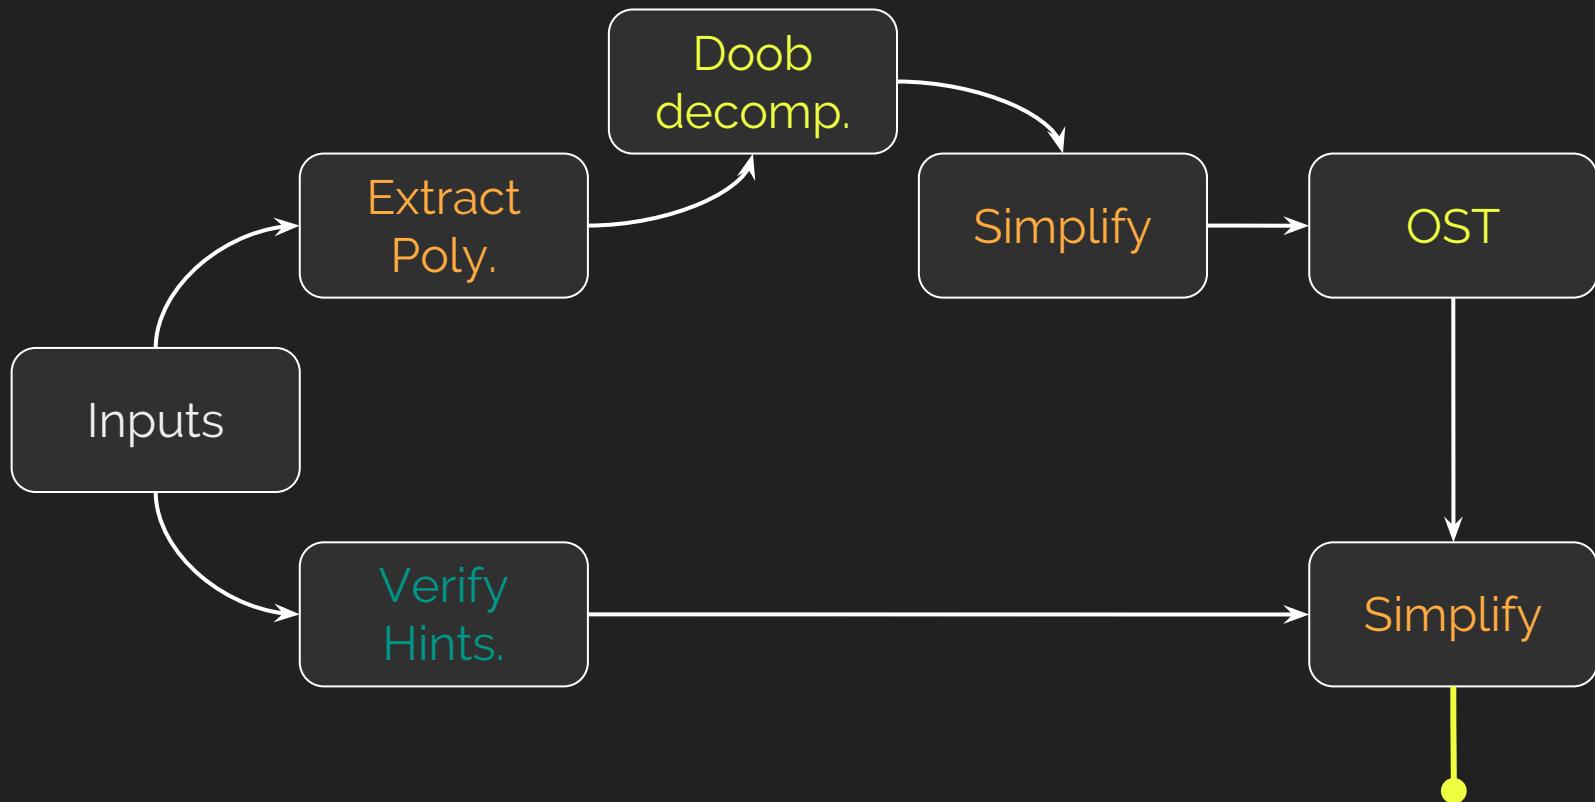 Doob
decomp.
Extract
Poly.
Simplify
OST
Inputs
Verify
Hints.
Simplify